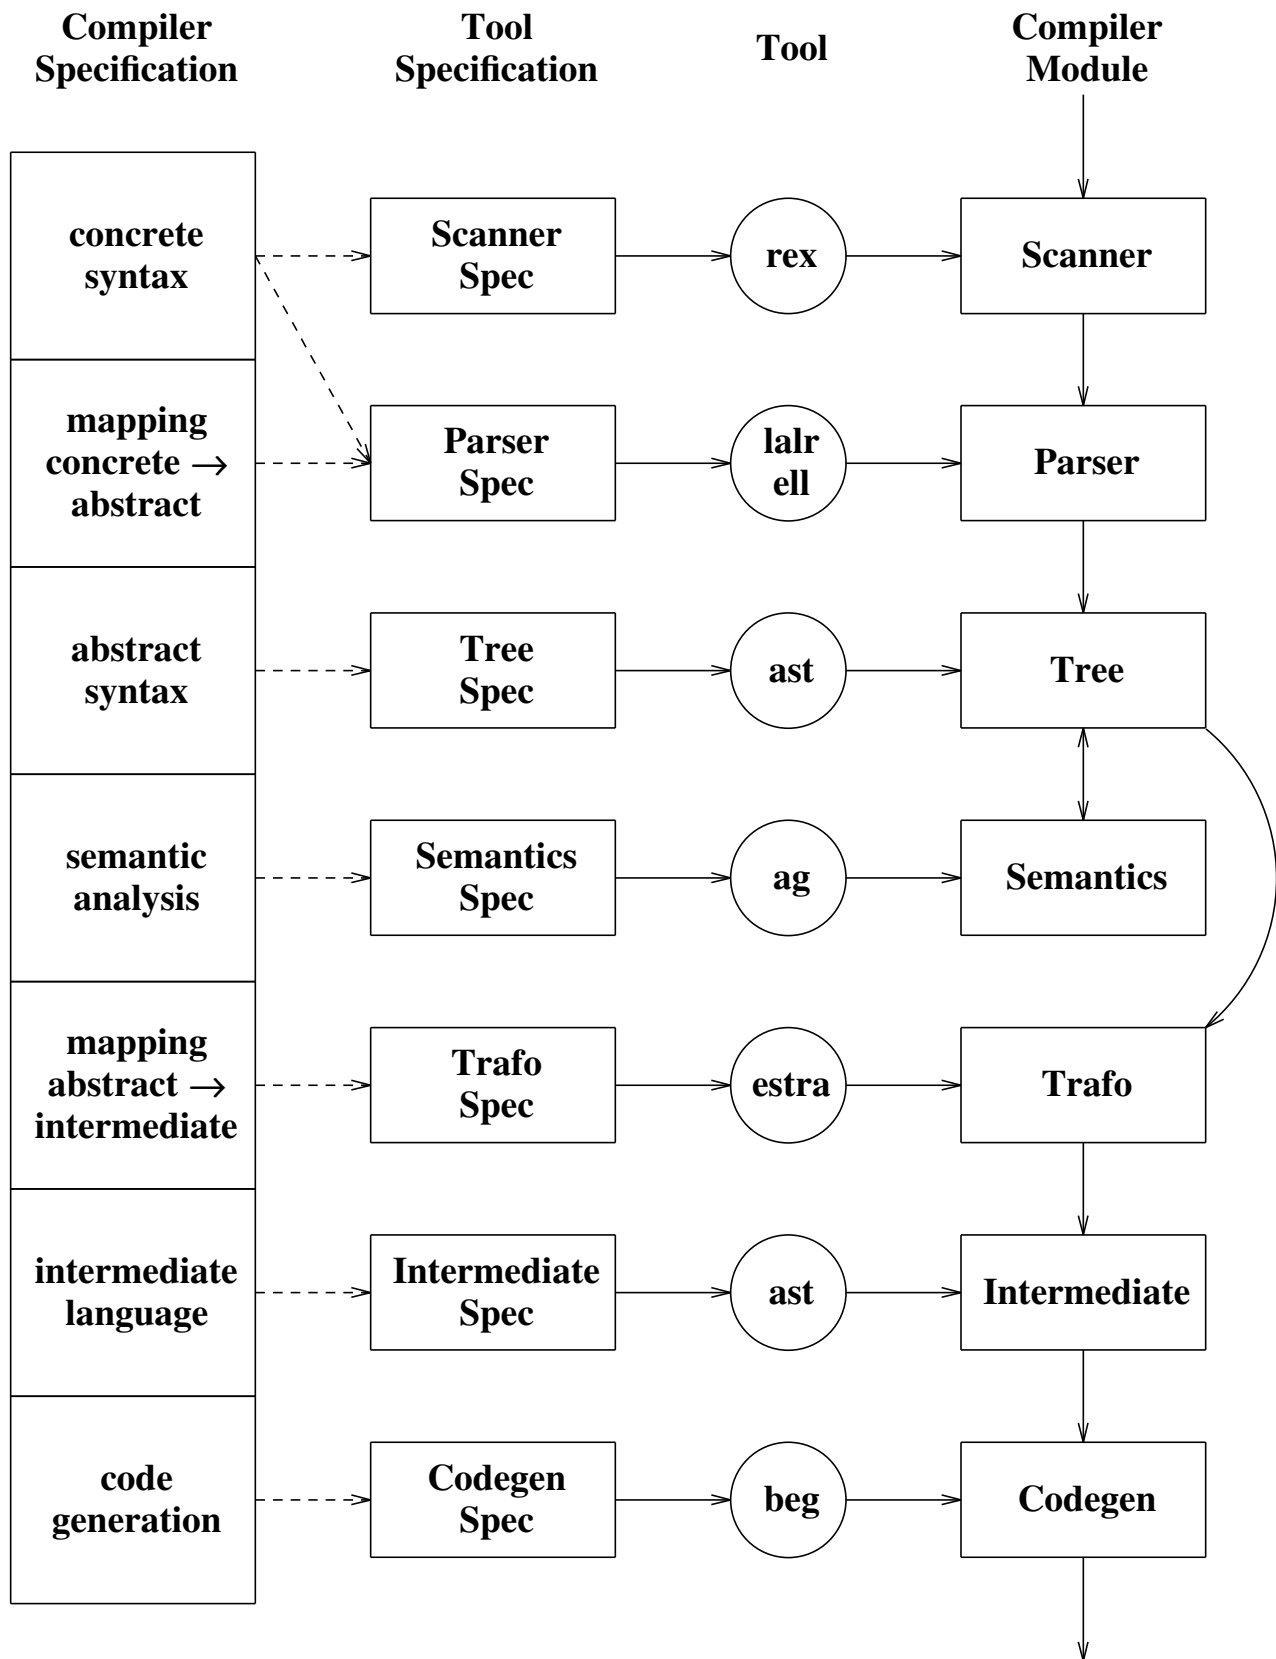 Compiler
Specification
Tool
Specification
Tool
Compiler
Module
concrete
syntax
Scanner
Spec
rex
Scanner
mapping
concrete →
abstract
Parser
Spec
lalr
ell
Parser
abstract
syntax
Tree
Spec
ast
Tree
semantic
analysis
Semantics
Spec
ag
Semantics
mapping
abstract →
intermediate
Trafo
Spec
estra
Trafo
intermediate
language
Intermediate
Spec
ast
Intermediate
code
generation
Codegen
Spec
beg
Codegen